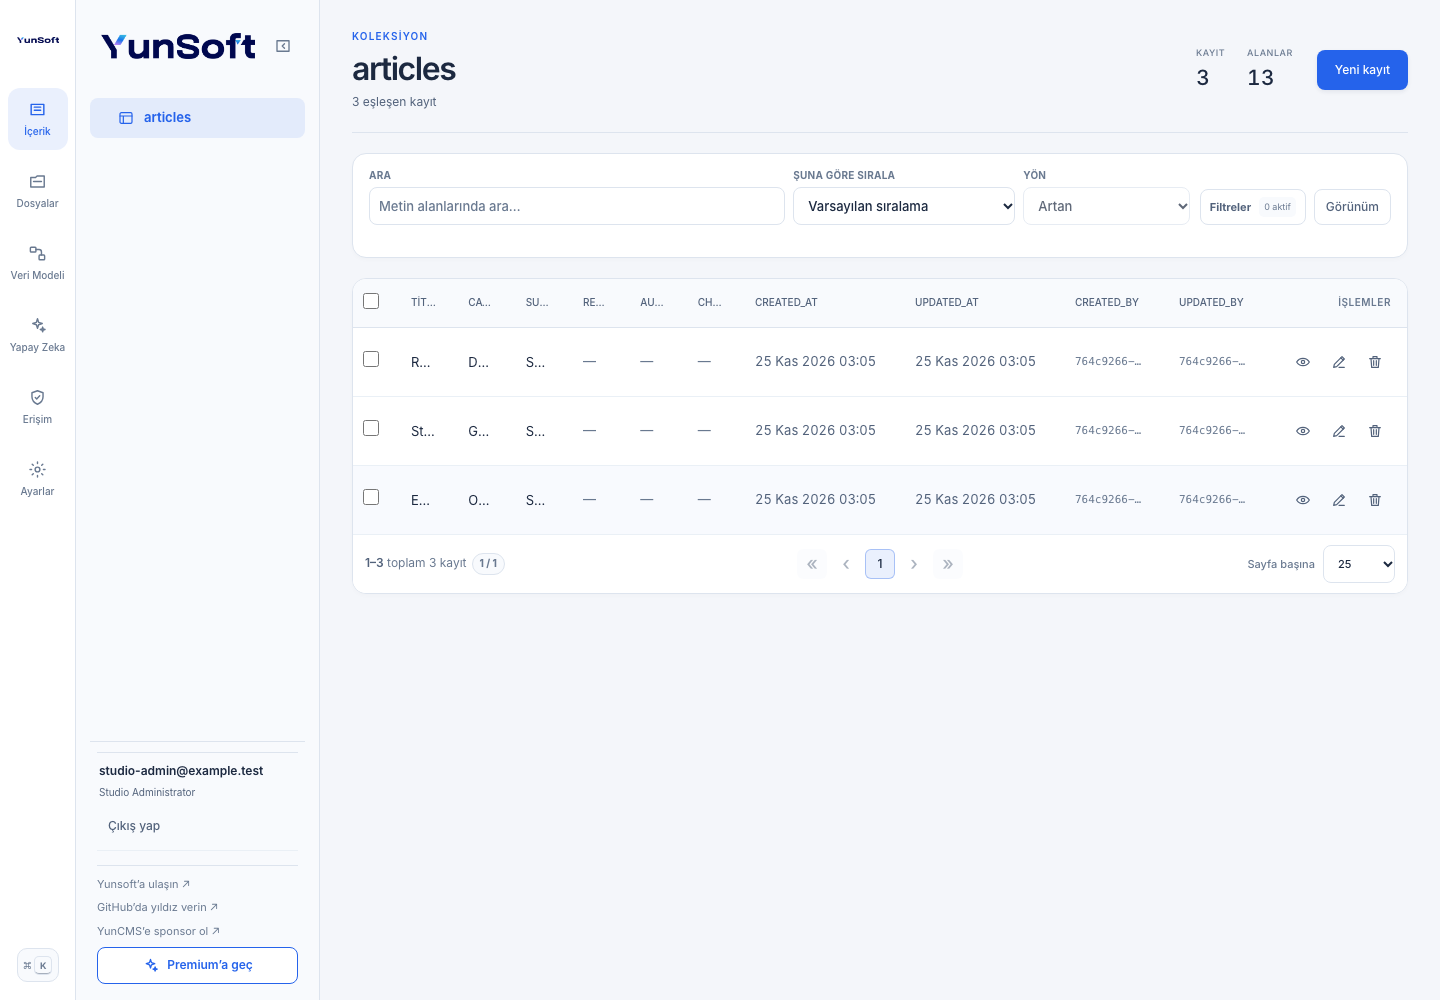 YunSoft
İçerik
Dosyalar
Veri Modeli
Yapay Zeka
Erişim
Ayarlar
⌘ K
YunSoft
articles
studio-admin@example.test
Studio Administrator
Çıkış yap
Yunsoft’a ulaşın ↗
GitHub’da yıldız verin ↗
YunCMS’e sponsor ol ↗
Premium’a geç
KOLEKSİYON
articles
3 eşleşen kayıt
KAYIT ALANLAR
3 13
Yeni kayıt
ARA ŞUNA GÖRE SIRALA YÖN
Metin alanlarında ara... Varsayılan sıralama Artan Filtreler 0 aktif Görünüm
TİT... CA... SU... RE... AU... CH... CREATED_AT UPDATED_AT CREATED_BY UPDATED_BY İŞLEMLER
R... D... S... — — — 25 Kas 2026 03:05 25 Kas 2026 03:05 764c9266-… 764c9266-…
St... G... S... — — — 25 Kas 2026 03:05 25 Kas 2026 03:05 764c9266-… 764c9266-…
E... O... S... — — — 25 Kas 2026 03:05 25 Kas 2026 03:05 764c9266-… 764c9266-…
1–3 toplam 3 kayıt 1 / 1 « ‹ 1 › » Sayfa başına 25